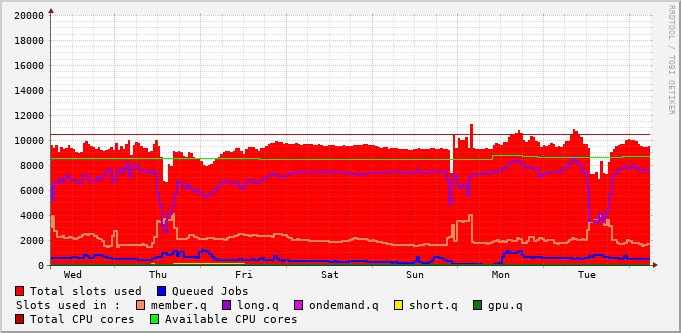 20000
18000
16000
14000
12000
10000
8000
6000
4000
2000
0
Wed Thu Fri Sat Sun Mon Tue
Total slots used Queued Jobs
Slots used in : member.q long.q ondemand.q short.q gpu.q
Total CPU cores Available CPU cores
RRDTOOL / TOBI OETIKER